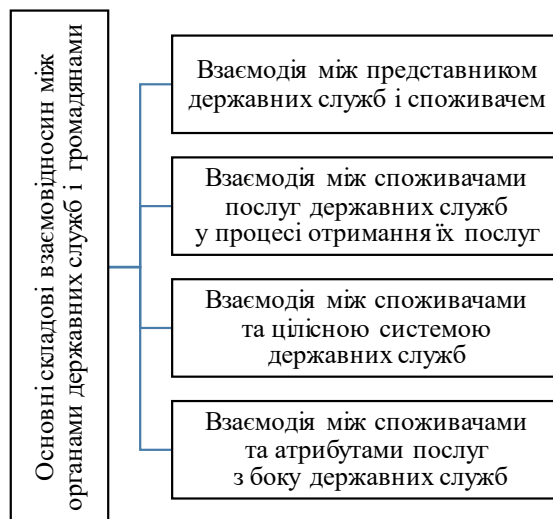 Основні складові взаємовідносин між
органами державних служб і громадянами
Взаємодія між представником
державних служб і споживачем
Взаємодія між споживачами
послуг державних служб
у процесі отримання їх послуг
Взаємодія між споживачами
та цілісною системою
державних служб
Взаємодія між споживачами
та атрибутами послуг
з боку державних служб